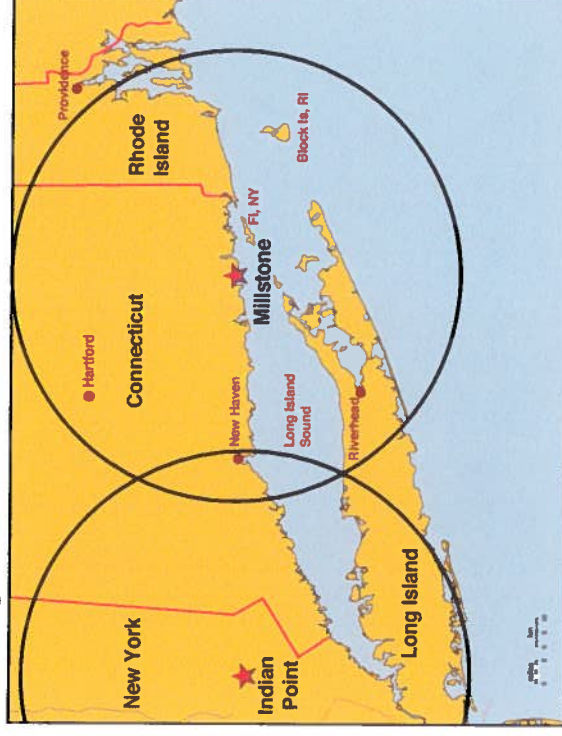 Providence
Rhode
Island
Block Is, RI
FI, NY
Millstone
Hartford
Connecticut
New Haven
Long Island
Sound
Riverhead
New York
Indian
Point
Long Island